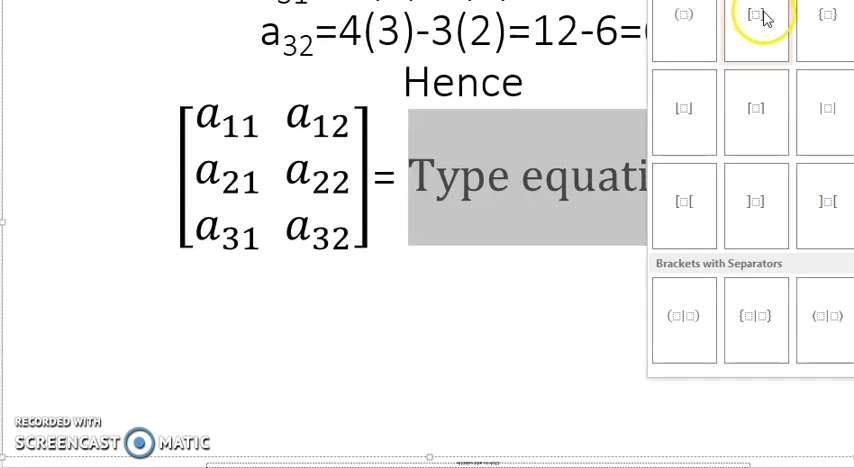 a32=4(3)-3(2)=12-6=
Hence
[a11 a12
a21 a22
a31 a32] = Type equati
(⬚) [⬚] {⬚}
⌊⬚⌋ ⌈⬚⌉ |⬚|
[⬚[ ]⬚] ]⬚[
Brackets with Separators
(⬚|⬚) {⬚|⬚} ⟨⬚|⬚⟩
RECORDED WITH
SCREENCAST MATIC